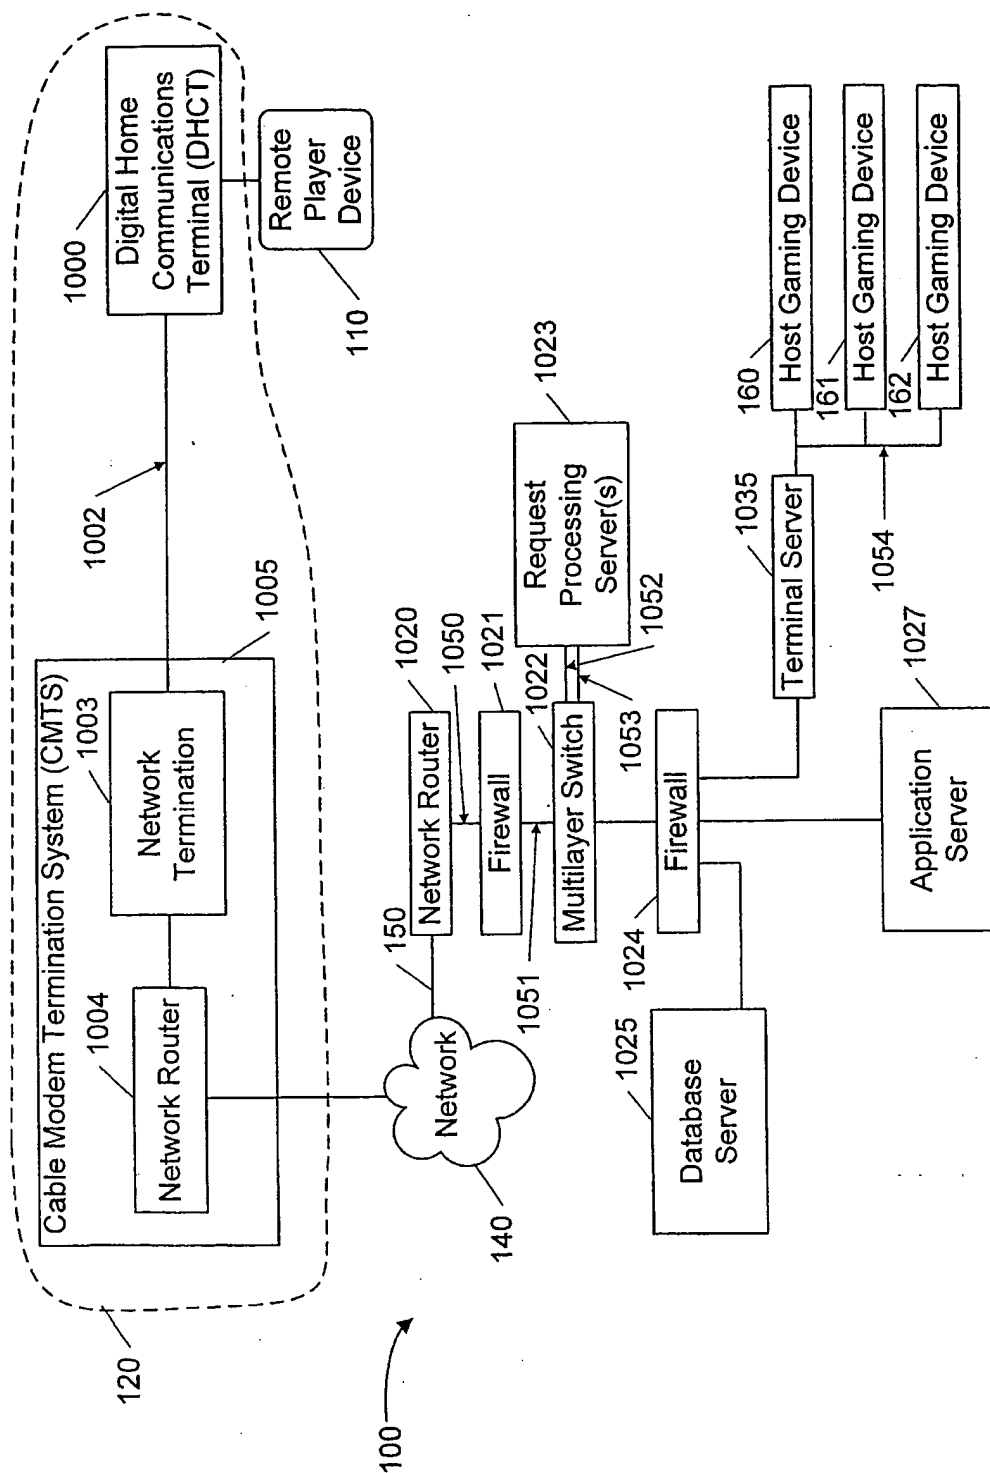 120
Cable Modem Termination System (CMTS)
1004
Network Router
1003
Network
Termination
1005
1002
1000
Digital Home
Communications
Terminal (DHCT)
Remote
Player
Device
110
100
140
Network
150
Network Router
1020
1050
Firewall
1021
1051
Multilayer Switch
1022
1053
1052
Request
Processing
Server(s)
1023
Firewall
1024
1025
Database
Server
Application
Server
1027
Terminal Server
1035
1054
160
Host Gaming Device
161
Host Gaming Device
162
Host Gaming Device